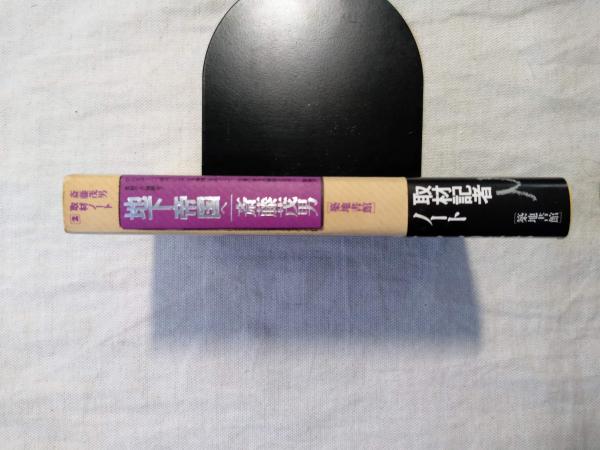 斎藤茂男
取材ノート
2
地下帝国へ
斎藤茂男
築地書館
取材記者
ノート
築地書館